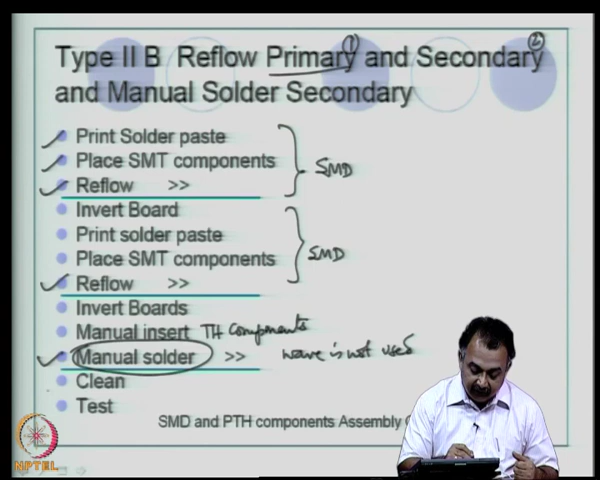 Type II B Reflow Primary (1) and Secondary (2)
and Manual Solder Secondary
Print Solder paste
Place SMT components SMD
Reflow >>
Invert Board
Print solder paste
Place SMT components SMD
Reflow >>
Invert Boards
Manual insert TH components
Manual solder >> wave is not used
Clean
Test
SMD and PTH components Assembly
NPTEL